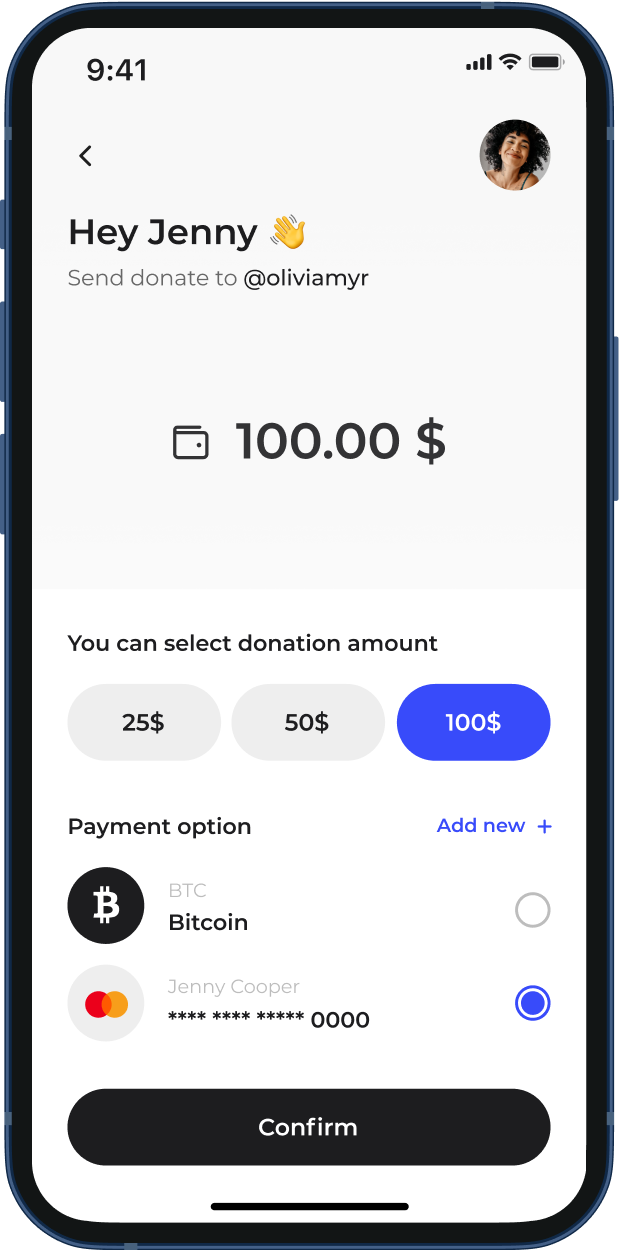 9:41
Hey Jenny 👋
Send donate to @oliviamyr
100.00 $
You can select donation amount
25$ 50$ 100$
Payment option Add new +
BTC
Bitcoin
Jenny Cooper
**** **** ***** 0000
Confirm